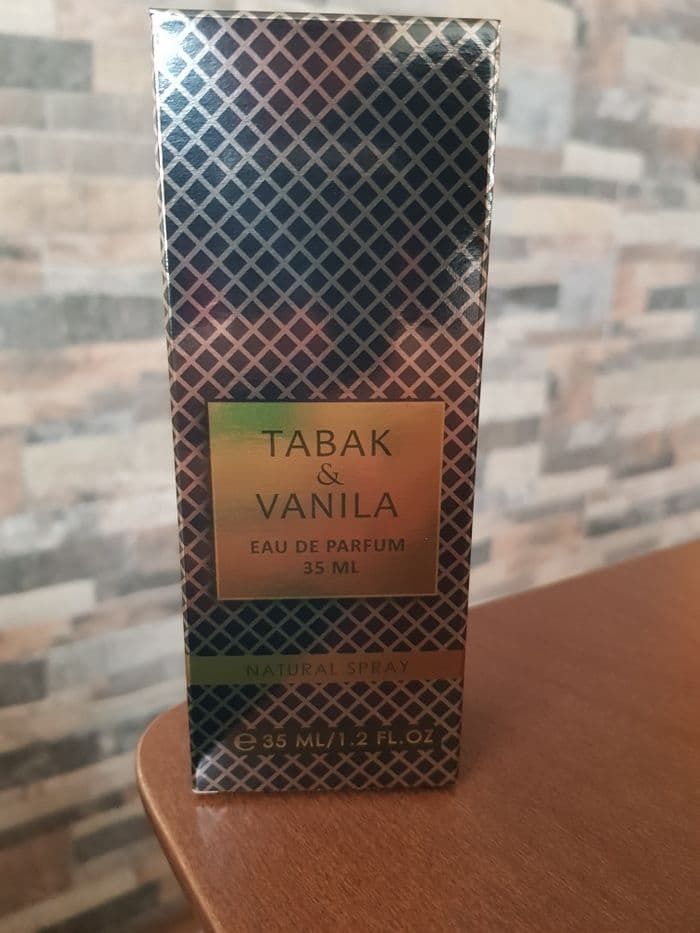 TABAK
&
VANILA
EAU DE PARFUM
35 ML
NATURAL SPRAY
℮ 35 ML/1.2 FL.OZ